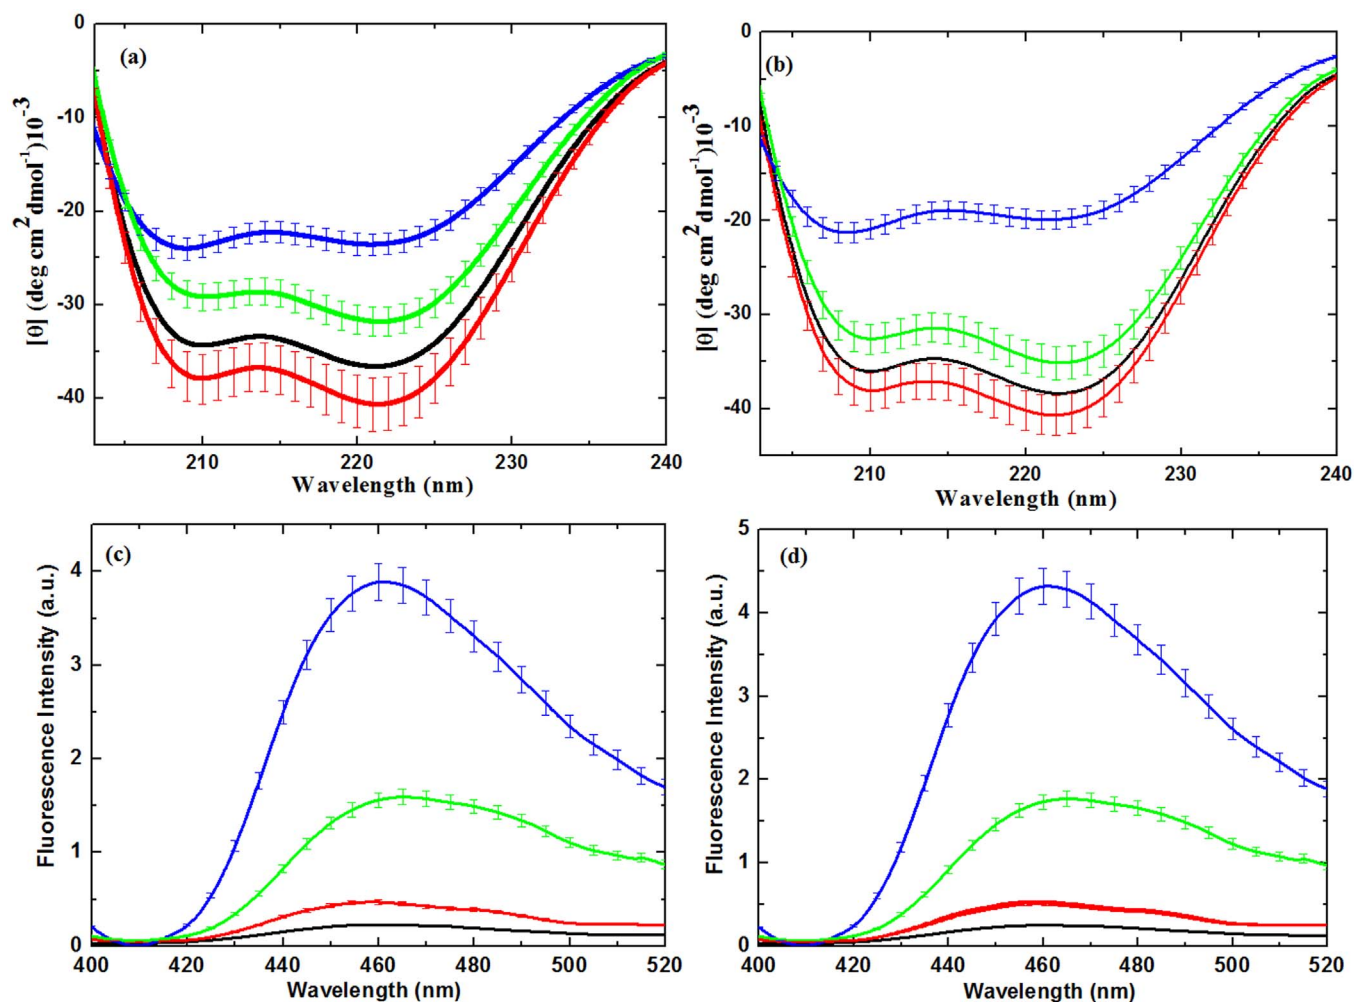 (a)
0
-10
-20
-30
-40
[θ] (deg cm² dmol⁻¹)10⁻³
210 220 230 240
Wavelength (nm)
(b)
0
-10
-20
-30
-40
[θ] (deg cm² dmol⁻¹)10⁻³
210 220 230 240
Wavelength (nm)
(c)
4
3
2
1
0
Fluorescence Intensity (a.u.)
400 420 440 460 480 500 520
Wavelength (nm)
(d)
5
4
3
2
1
0
Fluorescence Intensity (a.u.)
400 420 440 460 480 500 520
Wavelength (nm)